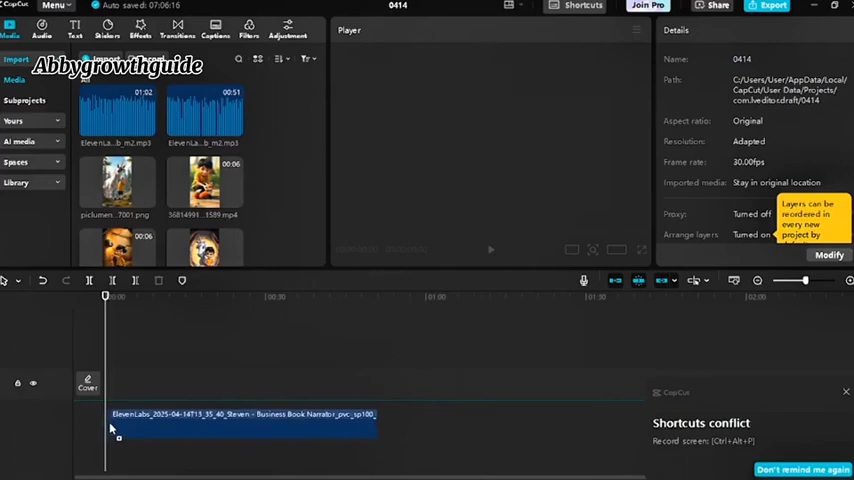 CapCut
Menu
Auto saved: 07:06:16
0414
Shortcuts
Join Pro
Share
Export
Media
Audio
Text
Stickers
Effects
Transitions
Captions
Filters
Adjustment
Player
Details
Import
Import
Abbygrowthguide
Media
Subprojects
Yours
AI media
Spaces
Library
01:02
00:51
ElevenLa...b_m2.mp3
ElevenLa...b_m2.mp3
00:06
piclumen...7001.png
36814991...1589.mp4
00:06
Name:
0414
Path:
C:/Users/User/AppData/Local/
CapCut/User Data/Projects/
com.lveditor.draft/0414
Aspect ratio:
Original
Resolution:
Adapted
Frame rate:
30.00fps
Imported media:
Stay in original location
Proxy:
Turned off
Arrange layers
Turned on
Layers can be
reordered in
every new
project by
Modify
00:00
00:30
01:00
01:30
02:00
Cover
ElevenLabs_2025-04-14T13_35_40_Steven - Business Book Narrator_pvc_sp100_
CapCut
Shortcuts conflict
Record screen: [Ctrl+Alt+P]
Don't remind me again